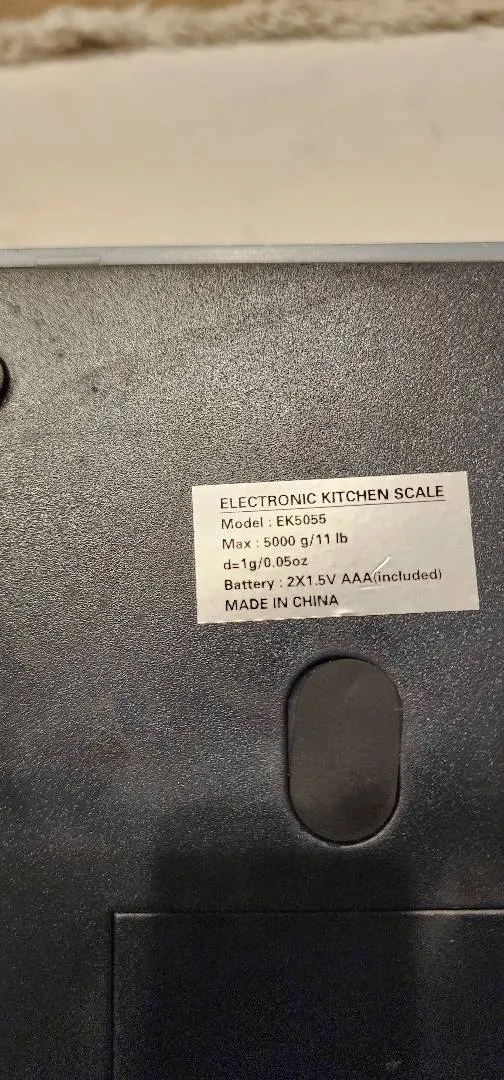 ELECTRONIC KITCHEN SCALE
Model : EK5055
Max : 5000 g/11 lb
d=1g/0.05oz
Battery : 2X1.5V AAA(included)
MADE IN CHINA